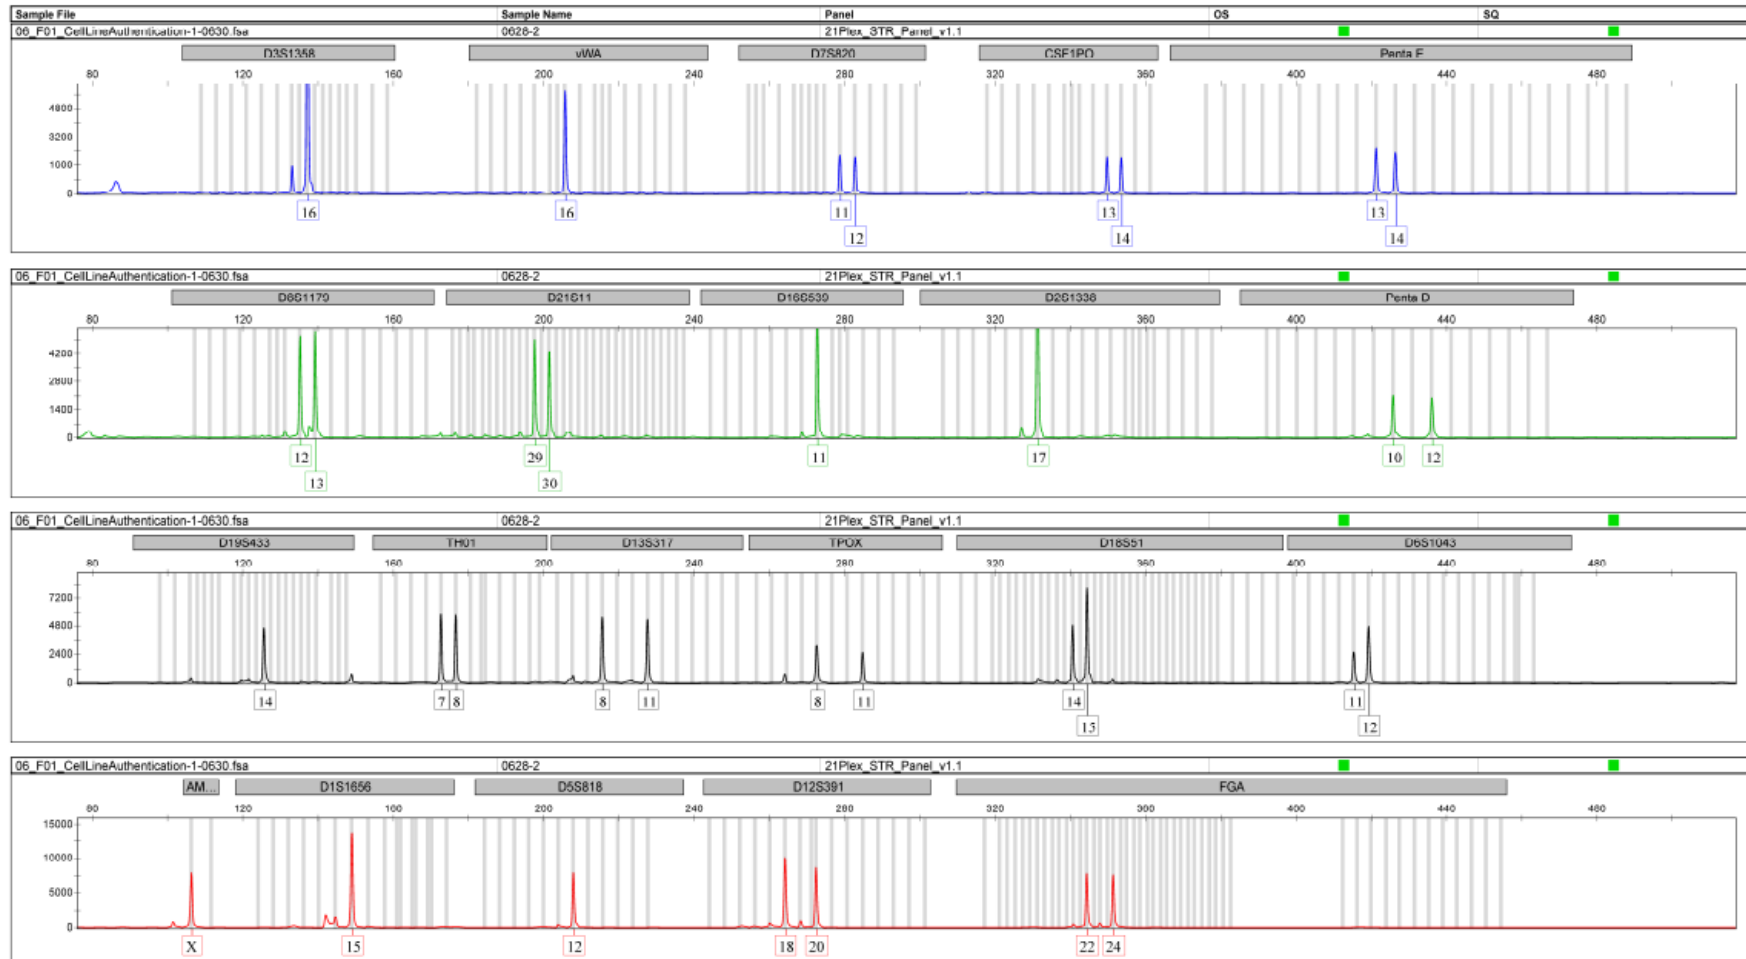 Sample File Sample Name Panel OS SQ
06_F01_CellLineAuthentication-1-0630.fsa 0628-2 21Plex_STR_Panel_v1.1
D3S1358 vWA D7S820 CSF1PO Penta E
80 120 160 200 240 280 320 360 400 440 480
4800
3200
1600
0
16 16 11 13 13
12 14 14
06_F01_CellLineAuthentication-1-0630.fsa 0628-2 21Plex_STR_Panel_v1.1
D8S1179 D21S11 D16S539 D2S1338 Penta D
80 120 160 200 240 280 320 360 400 440 480
4200
2800
1400
0
12 29 11 17 10 12
13 30
06_F01_CellLineAuthentication-1-0630.fsa 0628-2 21Plex_STR_Panel_v1.1
D19S433 TH01 D13S317 TPOX D18S51 D6S1043
80 120 160 200 240 280 320 360 400 440 480
7200
4800
2400
0
14 7 8 8 11 8 11 14 11
15 12
06_F01_CellLineAuthentication-1-0630.fsa 0628-2 21Plex_STR_Panel_v1.1
AM... D1S1656 D5S818 D12S391 FGA
80 120 160 200 240 280 320 360 400 440 480
15000
10000
5000
0
X 15 12 18 20 22 24